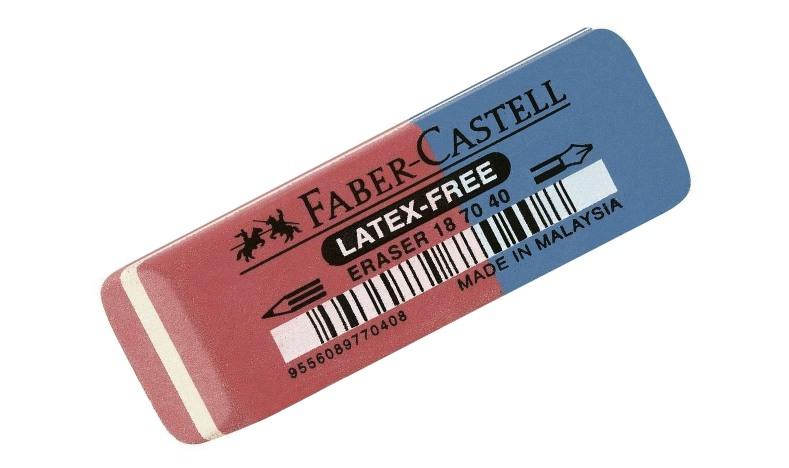 FABER-CASTELL
LATEX-FREE
ERASER 18 70 40
MADE IN MALAYSIA
9556089770408